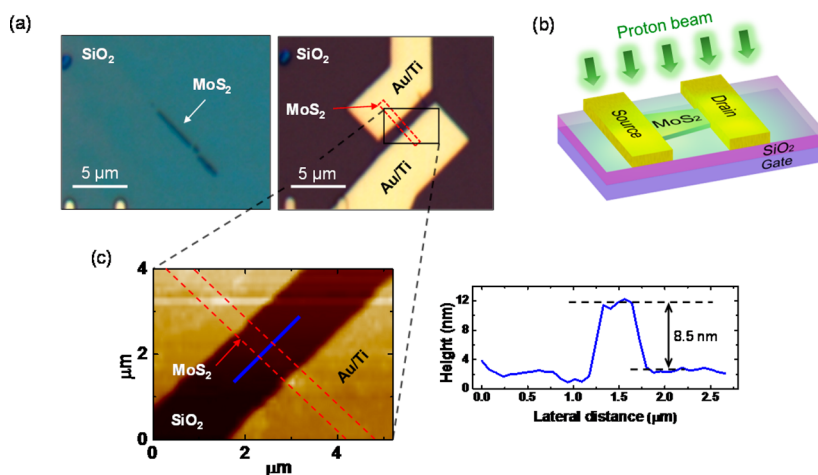 (a)
SiO₂
MoS₂
5 µm
Au/Ti
MoS₂
Au/Ti
5 µm
(b)
Proton beam
Source
MoS₂
Drain
SiO₂
Gate
(c)
4
2
0
µm
MoS₂
Au/Ti
SiO₂
2
4
µm
Height (nm)
12
8
4
0
8.5 nm
0.0
0.5
1.0
1.5
2.0
2.5
Lateral distance (µm)